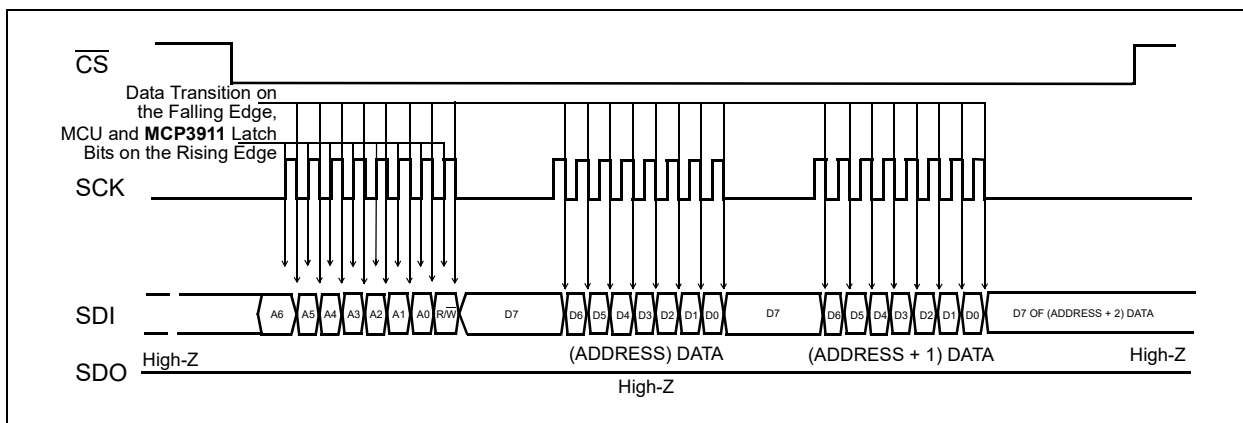 CS
Data Transition on
the Falling Edge,
MCU and MCP3911 Latch
Bits on the Rising Edge
SCK
SDI
A6 A5 A4 A3 A2 A1 A0 R/W D7 D6 D5 D4 D3 D2 D1 D0 D7 D6 D5 D4 D3 D2 D1 D0 D7 OF (ADDRESS + 2) DATA
(ADDRESS) DATA (ADDRESS + 1) DATA
High-Z High-Z
SDO
High-Z